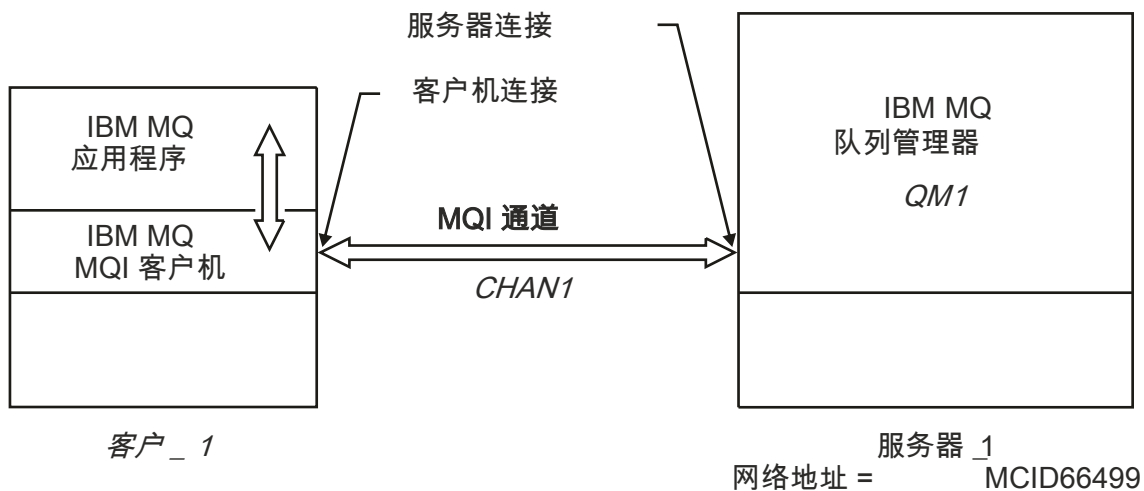 服务器连接
客户机连接
IBM MQ
应用程序
IBM MQ
MQI 客户机
MQI 通道
CHAN1
IBM MQ
队列管理器
QM1
客户 _ 1
服务器 _1
网络地址 = MCID66499